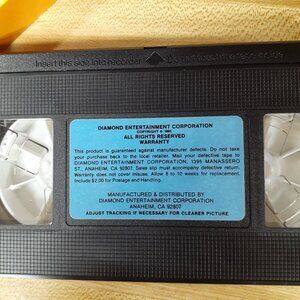 Insert this side into recorder
DIAMOND ENTERTAINMENT CORPORATION
COPYRIGHT © 1991
ALL RIGHTS RESERVED
WARRANTY
This product is guaranteed against manufacturer defects. Do not take
your purchase back to the local retailer. Mail your defective tape to
DIAMOND ENTERTAINMENT CORPORATION, 1395 MANASSERO
ST., ANAHEIM, CA 92807. Sales slip must accompany defective return.
Warranty does not cover misuse. Allow 8 to 10 weeks for replacement.
Include $2.00 for Postage and Handling.
MANUFACTURED & DISTRIBUTED BY
DIAMOND ENTERTAINMENT CORPORATION
ANAHEIM, CA 92807
ADJUST TRACKING IF NECESSARY FOR CLEARER PICTURE